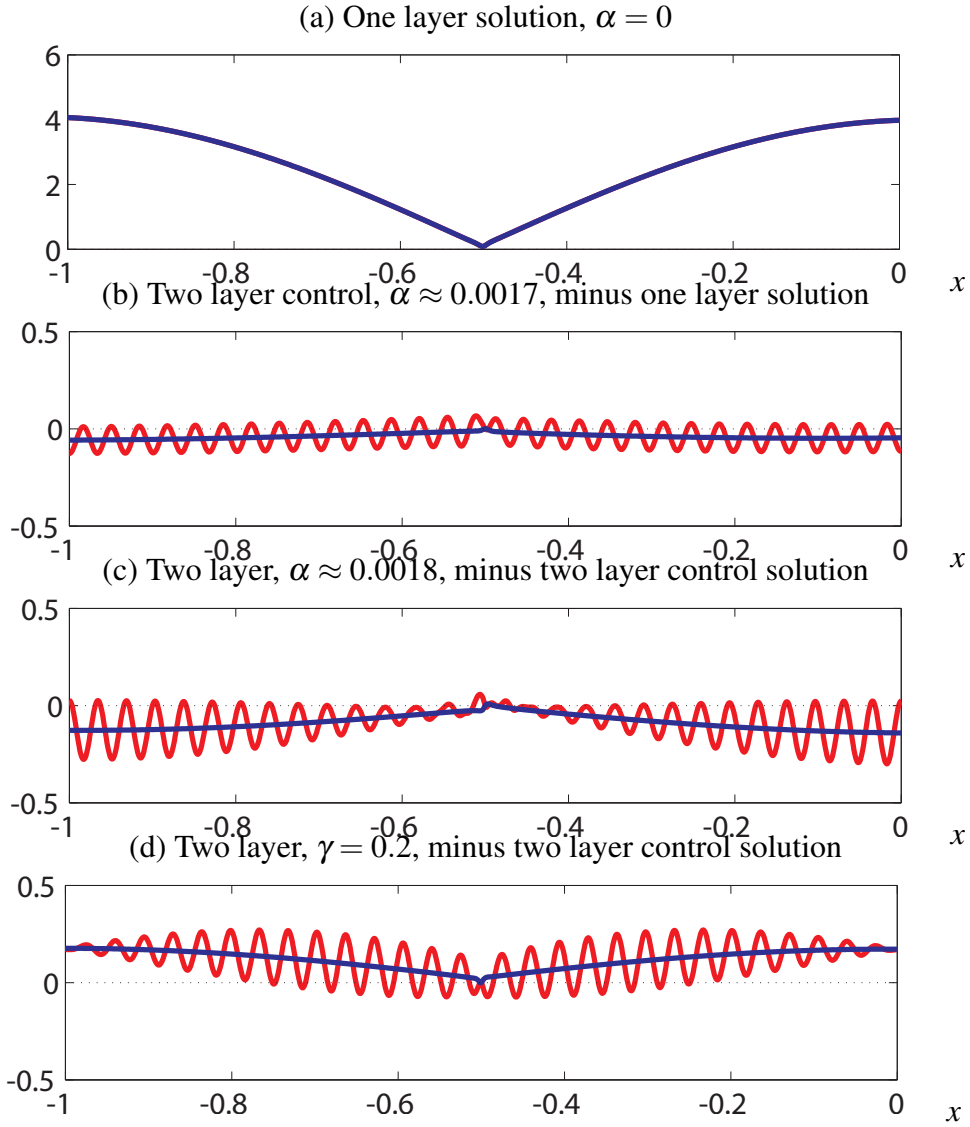 (a) One layer solution, α = 0
6
4
2
0
-1 -0.8 -0.6 -0.4 -0.2 0
x
(b) Two layer control, α ≈ 0.0017, minus one layer solution
0.5
0
-0.5
-1 -0.8 -0.6 -0.4 -0.2 0
x
(c) Two layer, α ≈ 0.0018, minus two layer control solution
0.5
0
-0.5
-1 -0.8 -0.6 -0.4 -0.2 0
x
(d) Two layer, γ = 0.2, minus two layer control solution
0.5
0
-0.5
-1 -0.8 -0.6 -0.4 -0.2 0
x